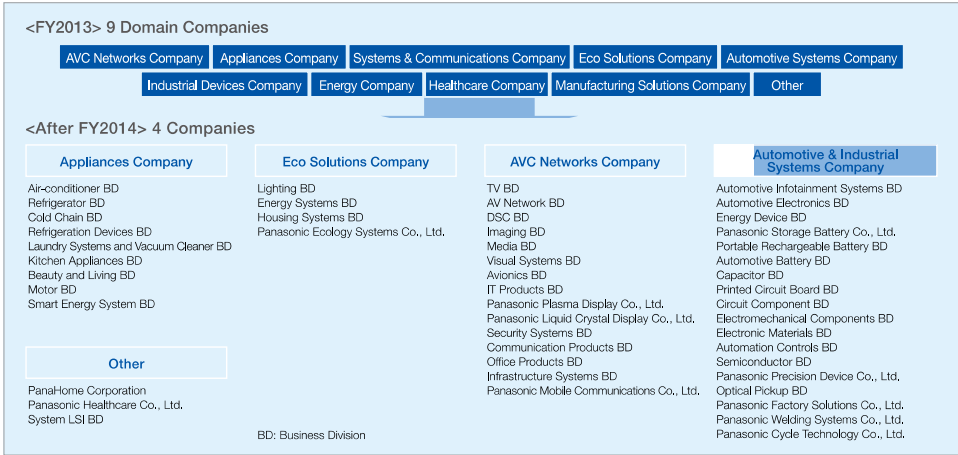 <FY2013> 9 Domain Companies
AVC Networks Company
Appliances Company
Systems & Communications Company
Eco Solutions Company
Automotive Systems Company
Industrial Devices Company
Energy Company
Healthcare Company
Manufacturing Solutions Company
Other
<After FY2014> 4 Companies
Appliances Company
Air-conditioner BD
Refrigerator BD
Cold Chain BD
Refrigeration Devices BD
Laundry Systems and Vacuum Cleaner BD
Kitchen Appliances BD
Beauty and Living BD
Motor BD
Smart Energy System BD
Other
PanaHome Corporation
Panasonic Healthcare Co., Ltd.
System LSI BD
Eco Solutions Company
Lighting BD
Energy Systems BD
Housing Systems BD
Panasonic Ecology Systems Co., Ltd.
BD: Business Division
AVC Networks Company
TV BD
AV Network BD
DSC BD
Imaging BD
Media BD
Visual Systems BD
Avionics BD
IT Products BD
Panasonic Plasma Display Co., Ltd.
Panasonic Liquid Crystal Display Co., Ltd.
Security Systems BD
Communication Products BD
Office Products BD
Infrastructure Systems BD
Panasonic Mobile Communications Co., Ltd.
Automotive & Industrial
Systems Company
Automotive Infotainment Systems BD
Automotive Electronics BD
Energy Device BD
Panasonic Storage Battery Co., Ltd.
Portable Rechargeable Battery BD
Automotive Battery BD
Capacitor BD
Printed Circuit Board BD
Circuit Component BD
Electromechanical Components BD
Electronic Materials BD
Automation Controls BD
Semiconductor BD
Panasonic Precision Device Co., Ltd.
Optical Pickup BD
Panasonic Factory Solutions Co., Ltd.
Panasonic Welding Systems Co., Ltd.
Panasonic Cycle Technology Co., Ltd.